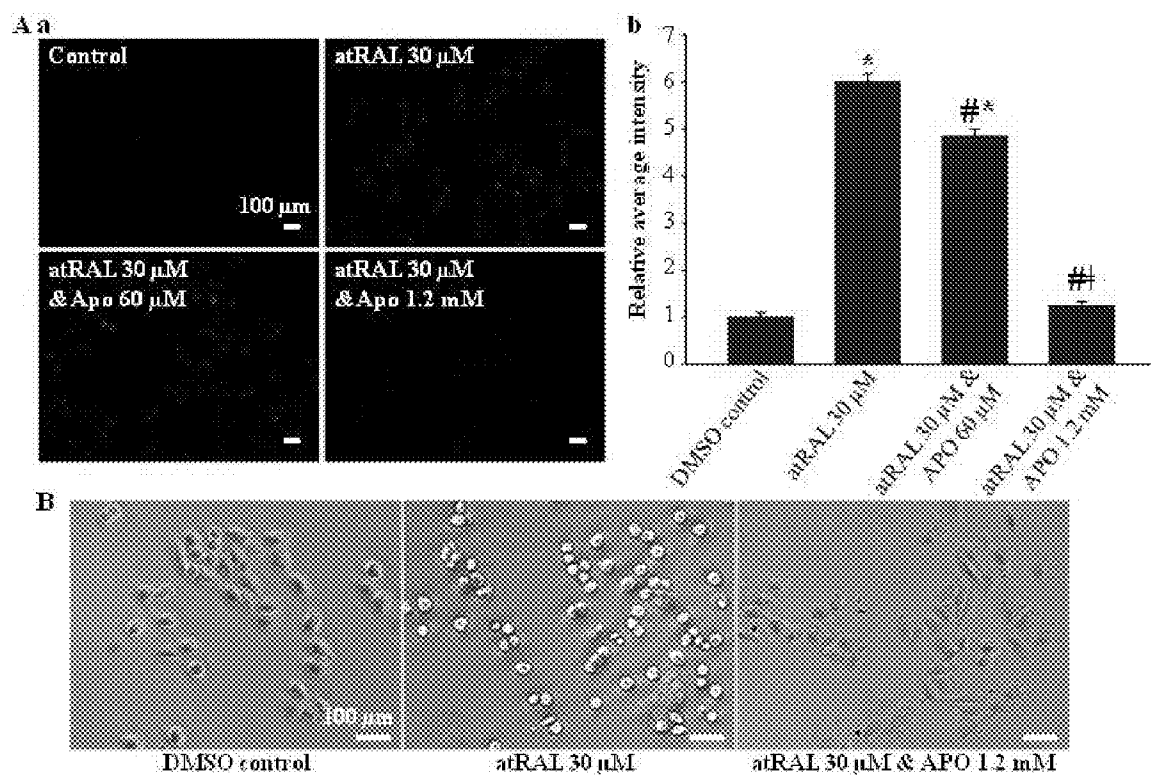 A a
Control
100 µm
atRAL 30 µM
atRAL 30 µM
&Apo 60 µM
atRAL 30 µM
&Apo 1.2 mM
b
Relative average intensity
7
6
5
4
3
2
1
0
*
#*
#‡
DMSO control
atRAL 30 µM
atRAL 30 µM &
APO 60 µM
atRAL 30 µM &
APO 1.2 mM
B
100 µm
DMSO control
atRAL 30 µM
atRAL 30 µM & APO 1.2 mM